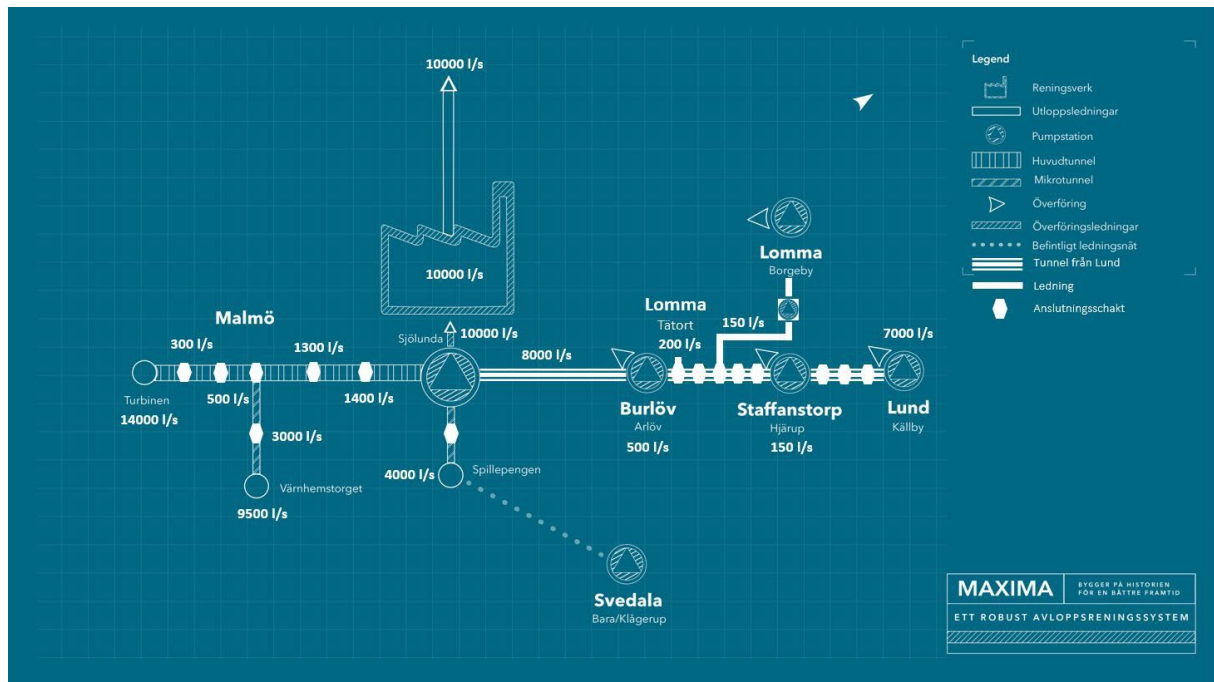 10000 l/s
Legend
Reningsverk
Utloppsledningar
Pumpstation
Huvudtunnel
Mikrotunnel
Överföring
Överföringsledningar
Befintligt ledningsnät
Tunnel från Lund
Ledning
Anslutningsschakt
10000 l/s
Lomma
Borgeby
Malmö
Lomma
Tätort
200 l/s
150 l/s
7000 l/s
300 l/s
1300 l/s
Sjölunda
10000 l/s
8000 l/s
Turbinen
14000 l/s
500 l/s
1400 l/s
Burlöv
Arlöv
500 l/s
Staffanstorp
Hjärup
150 l/s
Lund
Källby
3000 l/s
4000 l/s
Spillepengen
Värnhemstorget
9500 l/s
Svedala
Bara/Klågerup
MAXIMA
BYGGER PÅ HISTORIEN
FÖR EN BÄTTRE FRAMTID
ETT ROBUST AVLOPPSRENINGSSYSTEM